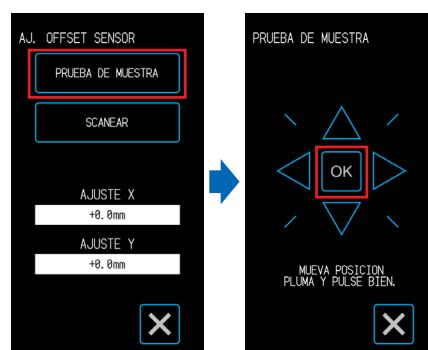 AJ. OFFSET SENSOR
PRUEBA DE MUESTRA
SCANEAR
AJUSTE X
+0.0mm
AJUSTE Y
+0.0mm
PRUEBA DE MUESTRA
OK
MUEVA POSICION
PLUMA Y PULSE BIEN.